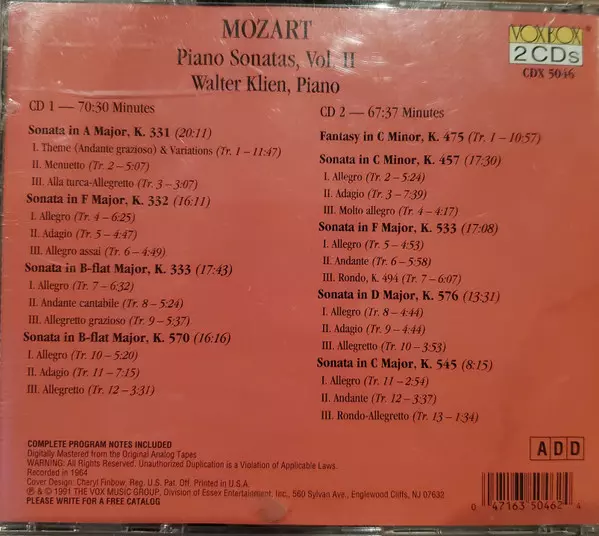 MOZART
Piano Sonatas, Vol. II
Walter Klien, Piano
VOXBOX
2CDs
CDX 5046
CD 1 — 70:30 Minutes
Sonata in A Major, K. 331 (20:11)
I. Theme (Andante grazioso) & Variations (Tr. 1 – 11:47)
II. Menuetto (Tr. 2 – 5:07)
III. Alla turca-Allegretto (Tr. 3 – 3:07)
Sonata in F Major, K. 332 (16:11)
I. Allegro (Tr. 4 – 6:25)
II. Adagio (Tr. 5 – 4:47)
III. Allegro assai (Tr. 6 – 4:49)
Sonata in B-flat Major, K. 333 (17:43)
I. Allegro (Tr. 7 – 6:32)
II. Andante cantabile (Tr. 8 – 5:24)
III. Allegretto grazioso (Tr. 9 – 5:37)
Sonata in B-flat Major, K. 570 (16:16)
I. Allegro (Tr. 10 – 5:20)
II. Adagio (Tr. 11 – 7:15)
III. Allegretto (Tr. 12 – 3:31)
CD 2 — 67:37 Minutes
Fantasy in C Minor, K. 475 (Tr. 1 – 10:57)
Sonata in C Minor, K. 457 (17:30)
I. Allegro (Tr. 2 – 5:24)
II. Adagio (Tr. 3 – 7:39)
III. Molto allegro (Tr. 4 – 4:17)
Sonata in F Major, K. 533 (17:08)
I. Allegro (Tr. 5 – 4:53)
II. Andante (Tr. 6 – 5:58)
III. Rondo, K. 494 (Tr. 7 – 6:07)
Sonata in D Major, K. 576 (13:31)
I. Allegro (Tr. 8 – 4:44)
II. Adagio (Tr. 9 – 4:44)
III. Allegretto (Tr. 10 – 3:53)
Sonata in C Major, K. 545 (8:15)
I. Allegro (Tr. 11 – 2:54)
II. Andante (Tr. 12 – 3:37)
III. Rondo-Allegretto (Tr. 13 – 1:34)
COMPLETE PROGRAM NOTES INCLUDED
Digitally Mastered from the Original Analog Tapes
WARNING: All Rights Reserved. Unauthorized Duplication is a Violation of Applicable Laws.
Recorded in 1964
Cover Design: Cheryl Finbow, Reg. U.S. Pat. Off. Printed in U.S.A.
℗ & © 1991 THE VOX MUSIC GROUP, Division of Essex Entertainment, Inc., 560 Sylvan Ave., Englewood Cliffs, NJ 07632
PLEASE WRITE FOR A FREE CATALOG
ADD
0 47163 50462 4